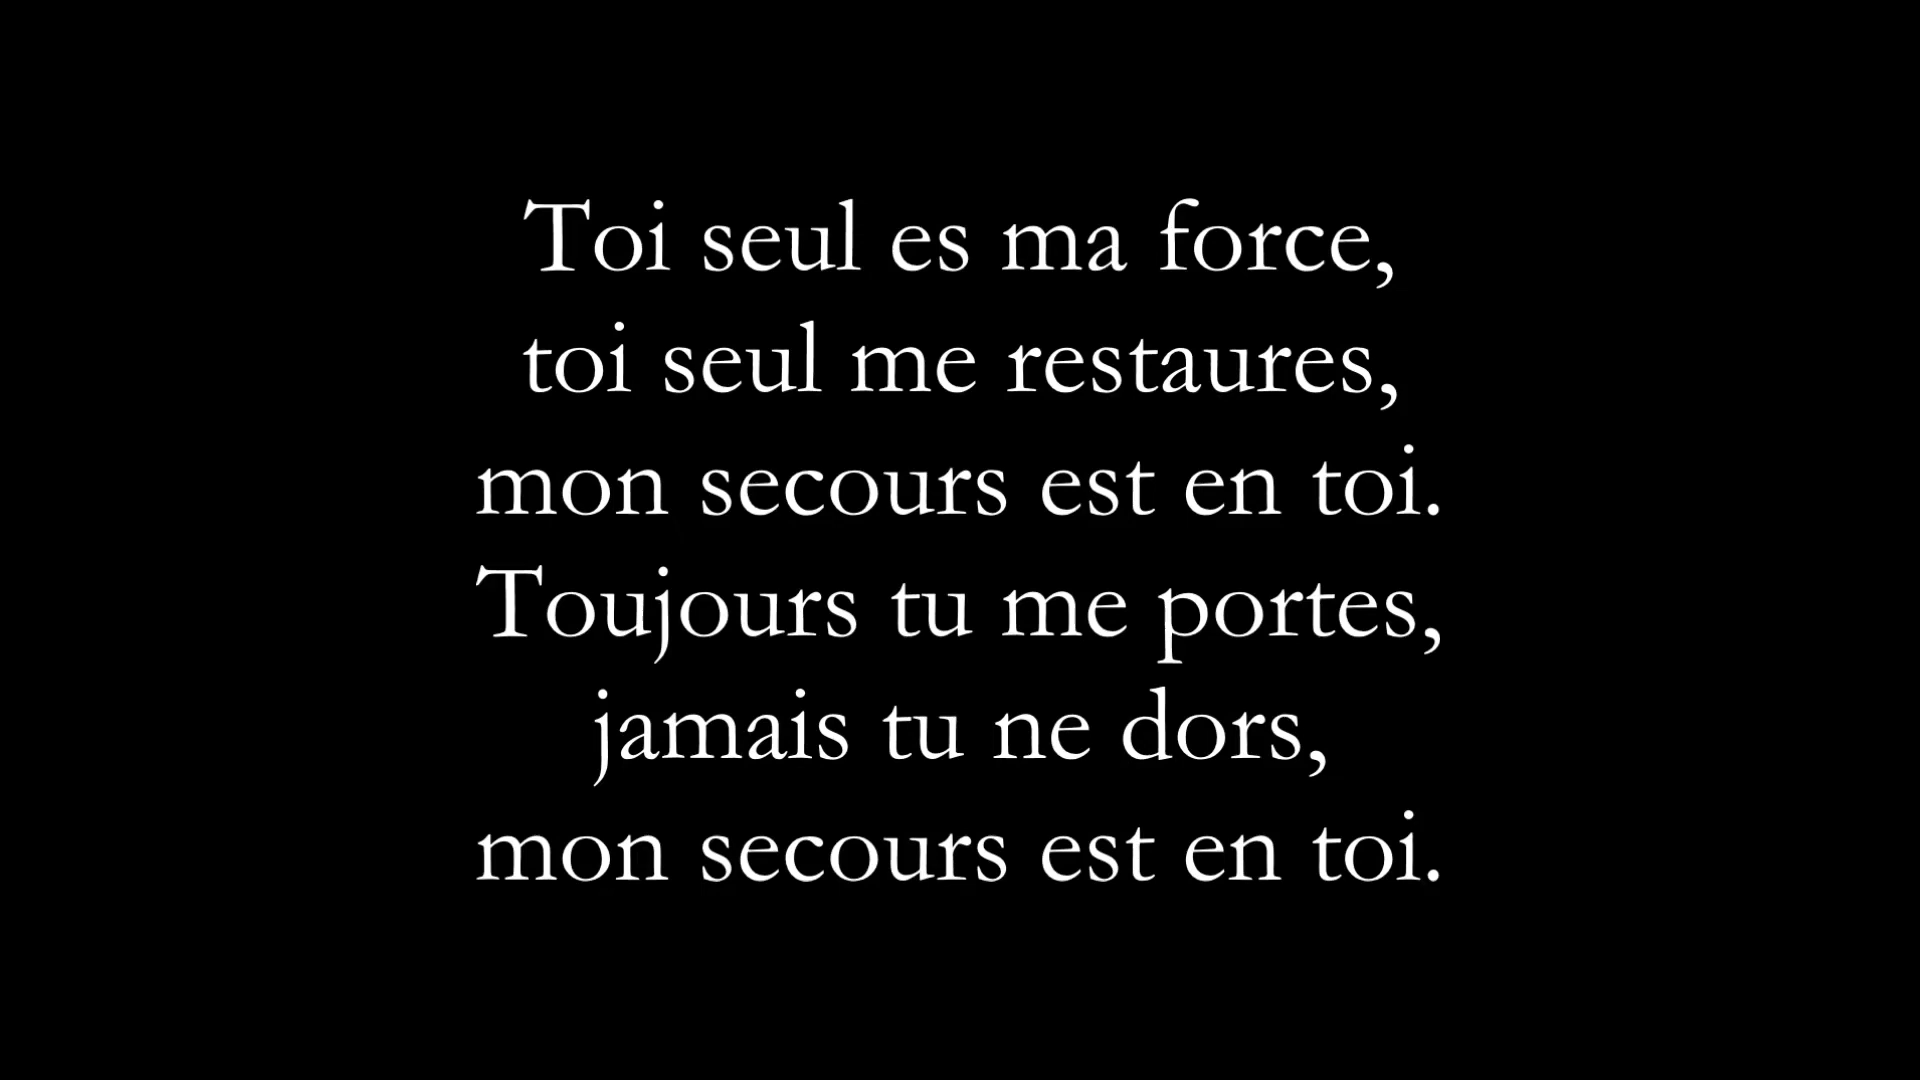 Toi seul es ma force,
toi seul me restaures,
mon secours est en toi.
Toujours tu me portes,
jamais tu ne dors,
mon secours est en toi.